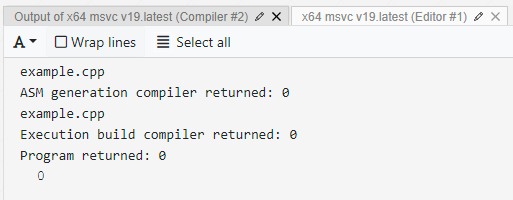 Output of x64 msvc v19.latest (Compiler #2)
x64 msvc v19.latest (Editor #1)
A
Wrap lines
Select all
example.cpp
ASM generation compiler returned: 0
example.cpp
Execution build compiler returned: 0
Program returned: 0
0